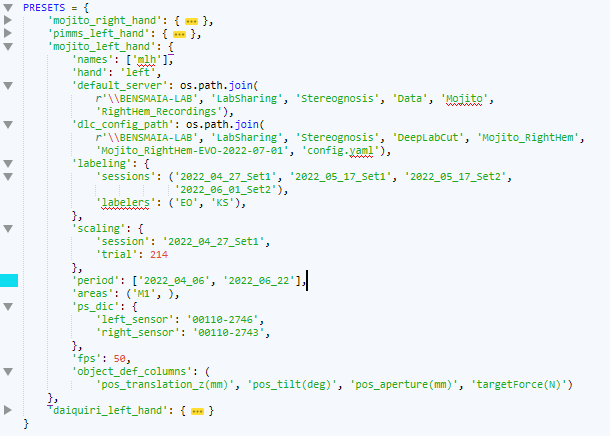 PRESETS = {
    'mojito_right_hand': { ... },
    'pimms_left_hand': { ... },
    'mojito_left_hand': {
        'names': ['mlh'],
        'hand': 'left',
        'default_server': os.path.join(
            r'\\BENSMAIA-LAB', 'LabSharing', 'Stereognosis', 'Data', 'Mojito',
            'RightHem_Recordings'),
        'dlc_config_path': os.path.join(
            r'\\BENSMAIA-LAB', 'LabSharing', 'Stereognosis', 'DeepLabCut', 'Mojito_RightHem',
            'Mojito_RightHem-EVO-2022-07-01', 'config.yaml'),
        'labeling': {
            'sessions': ('2022_04_27_Set1', '2022_05_17_Set1', '2022_05_17_Set2',
                         '2022_06_01_Set2'),
            'labelers': ('EO', 'KS'),
        },
        'scaling': {
            'session': '2022_04_27_Set1',
            'trial': 214
        },
        'period': ['2022_04_06', '2022_06_22'],
        'areas': ('M1', ),
        'ps_dic': {
            'left_sensor': '00110-2746',
            'right_sensor': '00110-2743',
        },
        'fps': 50,
        'object_def_columns': (
            'pos_translation_z(mm)', 'pos_tilt(deg)', 'pos_aperture(mm)', 'targetForce(N)')
    },
    'daiquiri_left_hand': { ... }
}